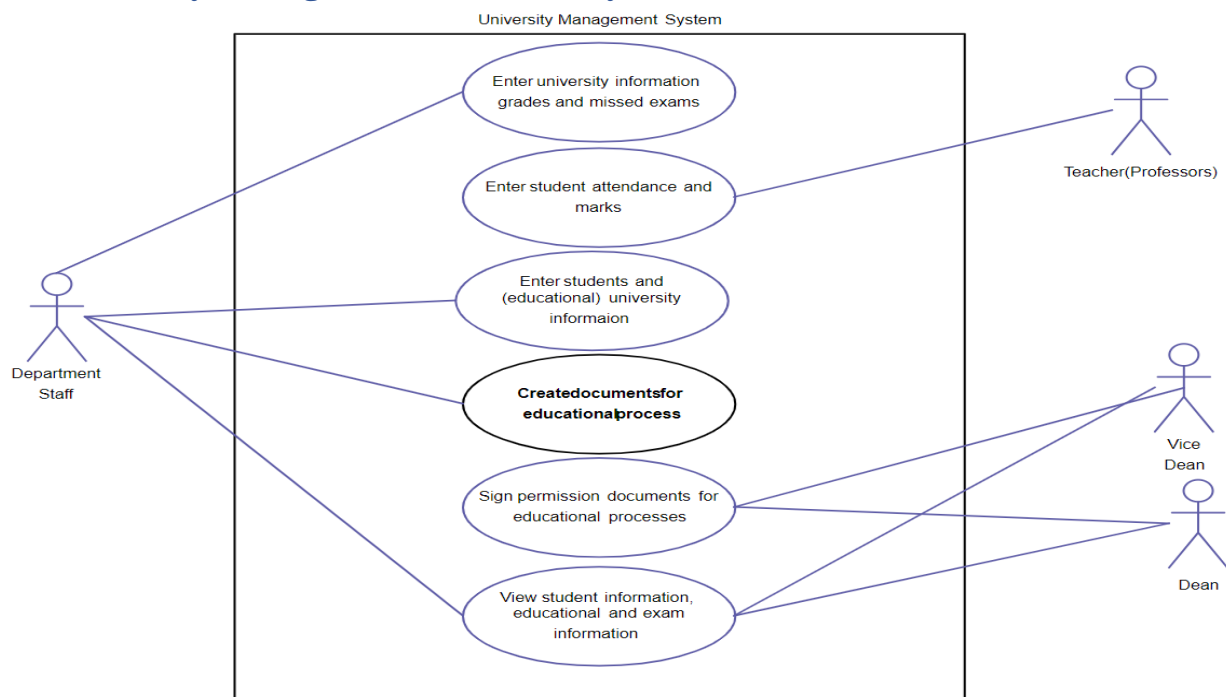 University Management System
Enter university information
grades and missed exams
Teacher(Professors)
Enter student attendance and
marks
Enter students and
(educational) university
informaion
Department
Staff
Createdocumentsfor
educationalprocess
Vice
Dean
Sign permission documents for
educational processes
Dean
View student information,
educational and exam
information